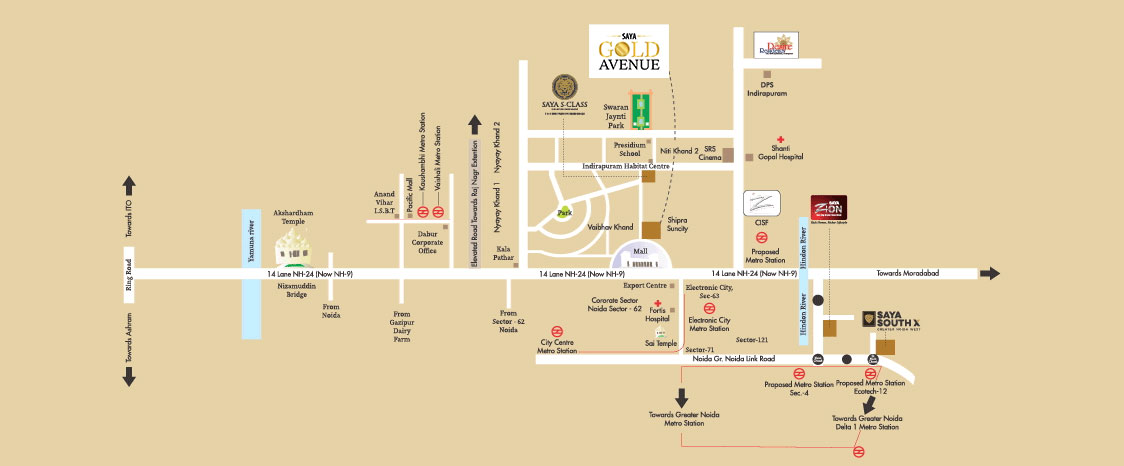 SAYA
GOLD
AVENUE
Desire
DPS
Indirapuram
SAYA S-CLASS
Swaran
Jaynti
Park
Presidium
School
Niti Khand 2
SRS
Cinema
Shanti
Gopal Hospital
Indirapuram Habitat Centre
Kaushambhi Metro Station
Vaishali Metro Station
Pacific Mall
Anand
Vihar
I.S.B.T
Dabur
Corporate
Office
Elevated Road Towards Raj Nagr Extention
Nyayay Khand 1
Nyayay Khand 2
Kala
Pathar
Park
Vaibhav Khand
Shipra
Suncity
Mall
CISF
Proposed
Metro Station
SAYA
ZION
Hindon River
Towards ITO
Ring Road
Towards Ashram
Yamuna river
Akshardham
Temple
14 Lane NH-24 (Now NH-9)
14 Lane NH-24 (Now NH-9)
14 Lane NH-24 (Now NH-9)
Towards Moradabad
Nizamuddin
Bridge
From
Noida
From
Gazipur
Dairy
Farm
From
Sector - 62
Noida
Export Centre
Cororate Sector
Noida Sector - 62
Fortis
Hospital
Sai Temple
Electronic City,
Sec-63
Electronic City
Metro Station
City Centre
Metro Station
Sector-71
Sector-121
Hindon River
SAYA
SOUTH X
GREATER NOIDA WEST
Noida Gr. Noida Link Road
Proposed Metro Station
Sec.-4
Proposed Metro Station
Ecotech-12
Towards Greater Noida
Metro Station
Towards Greater Noida
Delta 1 Metro Station